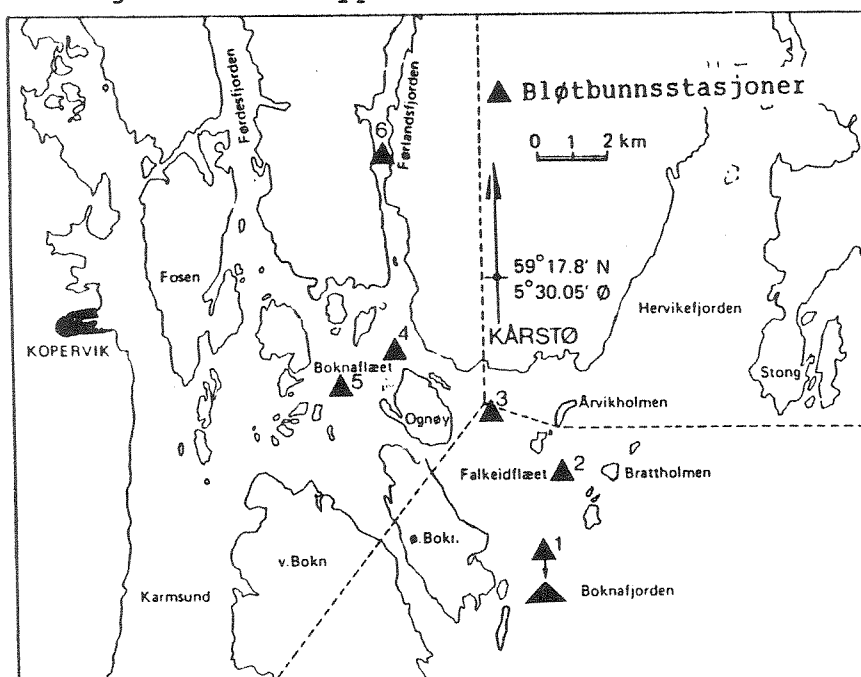 Bløtbunnsstasjoner
0 1 2 km
Førdesfjorden
Førlandsfjorden
6
59°17.8' N
5°30.05' Ø
Fosen
Hervikefjorden
KÅRSTØ
KOPERVIK
4
Boknaflæet
5
Stong
Ognøy
3
Årvikholmen
Falkeidflæet
2
Brattholmen
1
v.Bokn
ø.Bokn
Karmsund
Boknafjorden